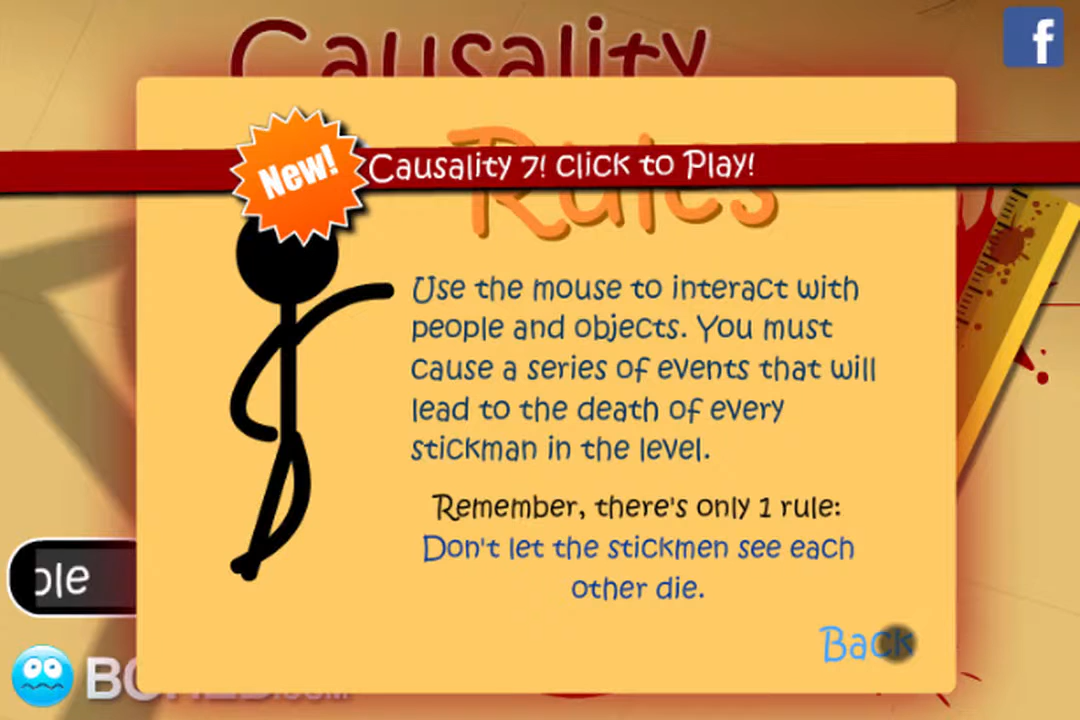 Causality
f
New!
Causality 7! Click to Play!
Rules
Use the mouse to interact with
people and objects. You must
cause a series of events that will
lead to the death of every
stickman in the level.
Remember, there's only 1 rule:
Don't let the stickmen see each
other die.
Back